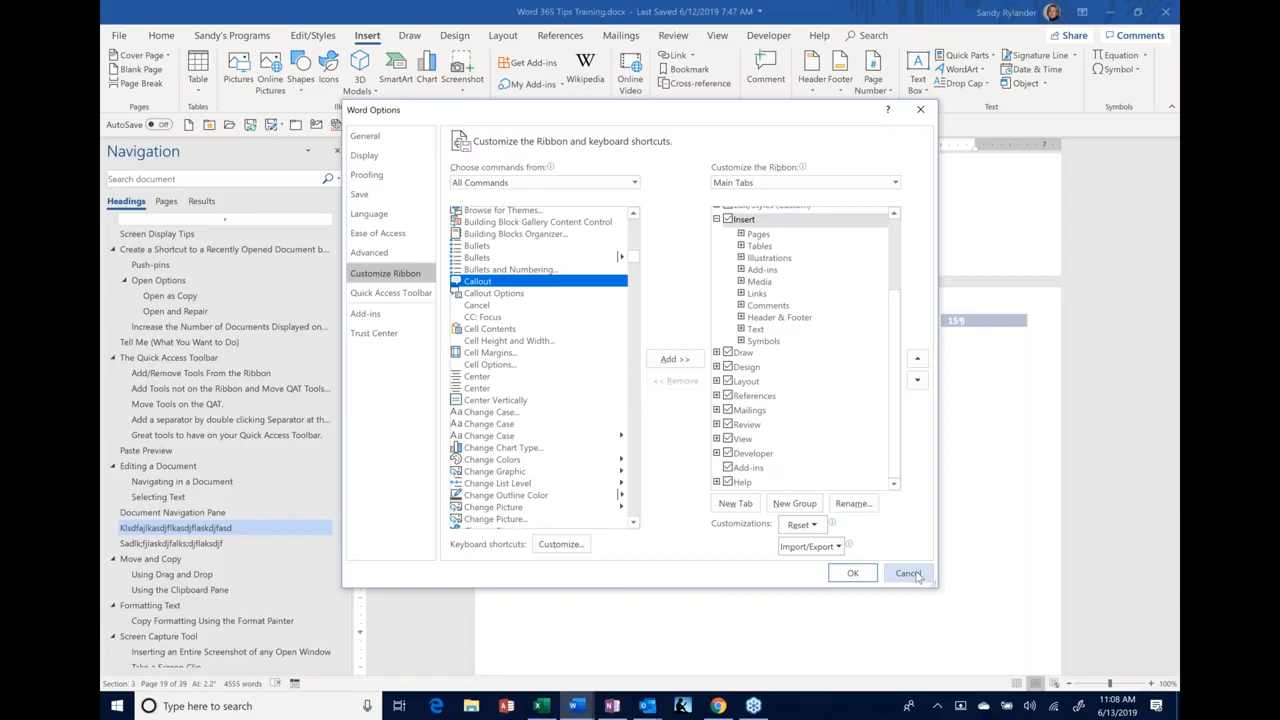 Word 365 Tips Training.docx - Last Saved 6/12/2019 7:47 AM
Sandy Rylander
File Home Sandy's Programs Edit/Styles Insert Draw Design Layout References Mailings Review View Developer Help Search Share Comments
Cover Page
Blank Page
Page Break
Pages
Table
Tables
Pictures
Online Pictures
Shapes
Icons
3D Models
SmartArt
Chart
Screenshot
Get Add-ins
My Add-ins
Wikipedia
Online Video
Link
Bookmark
Cross-reference
Comment
Header
Footer
Page Number
Text Box
Quick Parts
WordArt
Drop Cap
Signature Line
Date & Time
Object
Text
Equation
Symbol
Symbols
AutoSave Off
Navigation
Search document
Headings Pages Results
Screen Display Tips
Create a Shortcut to a Recently Opened Document b...
Push-pins
Open Options
Open as Copy
Open and Repair
Increase the Number of Documents Displayed on...
Tell Me (What You Want to Do)
The Quick Access Toolbar
Add/Remove Tools From the Ribbon
Add Tools not on the Ribbon and Move QAT Tools...
Move Tools on the QAT.
Add a separator by double clicking Separator at th...
Great tools to have on your Quick Access Toolbar.
Paste Preview
Editing a Document
Navigating in a Document
Selecting Text
Document Navigation Pane
Klsdfajlkasdjflkasdjflaskdjfasd
Sadlk;fjlaskdjfalks;djflaksdjf
Move and Copy
Using Drag and Drop
Using the Clipboard Pane
Formatting Text
Copy Formatting Using the Format Painter
Screen Capture Tool
Inserting an Entire Screenshot of any Open Window
Take a Screen Clip
Word Options
?
General
Display
Proofing
Save
Language
Ease of Access
Advanced
Customize Ribbon
Quick Access Toolbar
Add-ins
Trust Center
Customize the Ribbon and keyboard shortcuts.
Choose commands from:
All Commands
Browse for Themes...
Building Block Gallery Content Control
Building Blocks Organizer...
Bullets
Bullets
Bullets and Numbering...
Callout
Callout Options
Cancel
CC: Focus
Cell Contents
Cell Height and Width...
Cell Margins...
Cell Options...
Center
Center
Center Vertically
Change Case...
Change Case
Change Case
Change Chart Type...
Change Colors
Change Graphic
Change List Level
Change Outline Color
Change Picture
Change Picture...
Keyboard shortcuts: Customize...
Add >>
<< Remove
Customize the Ribbon:
Main Tabs
Edit/Styles (Custom)
Insert
Pages
Tables
Illustrations
Add-ins
Media
Links
Comments
Header & Footer
Text
Symbols
Draw
Design
Layout
References
Mailings
Review
View
Developer
Add-ins
Help
New Tab New Group Rename...
Customizations: Reset
Import/Export
OK Cancel
7
15¶
Section: 3 Page 19 of 39 At: 2.2" 4555 words
100%
Type here to search
11:08 AM
6/13/2019